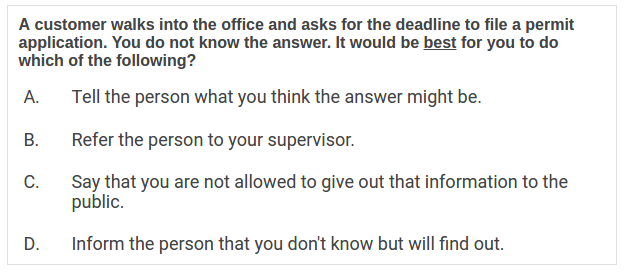 A customer walks into the office and asks for the deadline to file a permit
application. You do not know the answer. It would be best for you to do
which of the following?
A. Tell the person what you think the answer might be.
B. Refer the person to your supervisor.
C. Say that you are not allowed to give out that information to the
public.
D. Inform the person that you don't know but will find out.